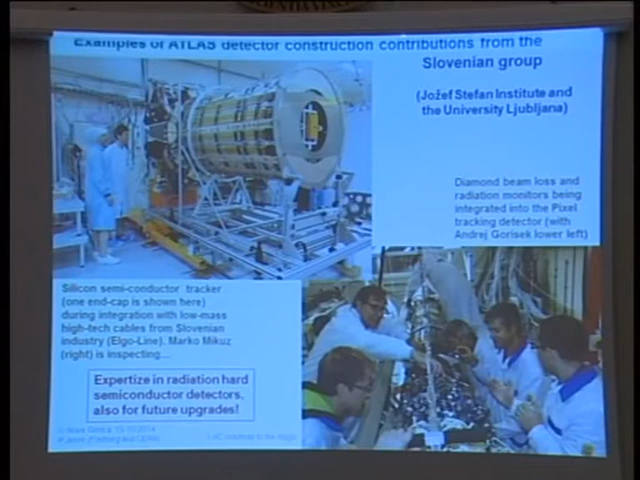 Examples of ATLAS detector construction contributions from the
Slovenian group
(Jožef Stefan Institute and
the University Ljubljana)
Diamond beam loss and
radiation monitors being
integrated into the Pixel
tracking detector (with
Andrej Gorisek lower left)
Silicon semi-conductor tracker
(one end-cap is shown here)
during integration with low-mass
high-tech cables from Slovenian
industry (Elgo-Line). Marko Mikuz
(right) is inspecting...
Expertize in radiation hard
semiconductor detectors,
also for future upgrades!